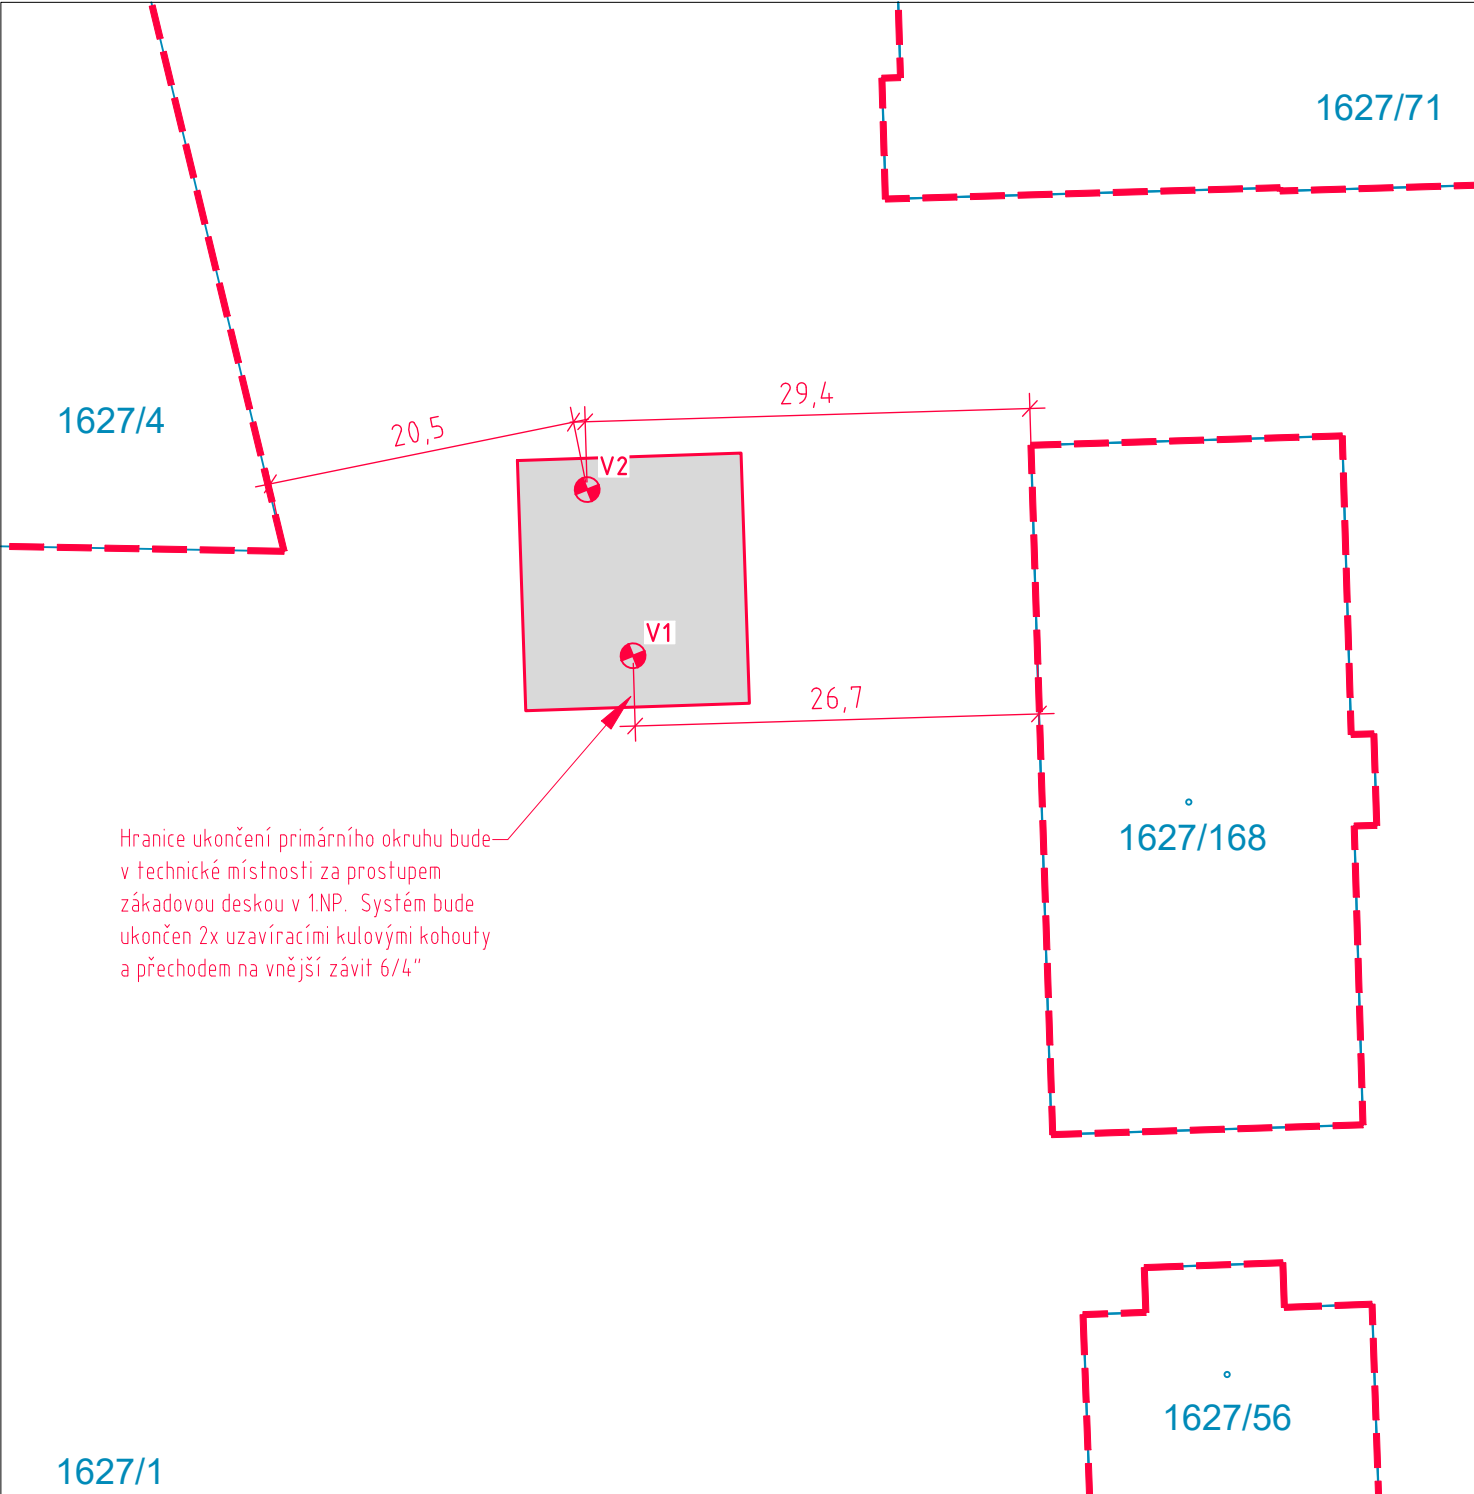 1627/71
29,4
1627/4
20,5
V2
V1
26,7
Hranice ukončení primárního okruhu bude
v technické místnosti za prostupem
zákadovou deskou v 1.NP. Systém bude
ukončen 2x uzavíracími kulovými kohouty
a přechodem na vnější závit 6/4"
1627/168
1627/56
1627/1